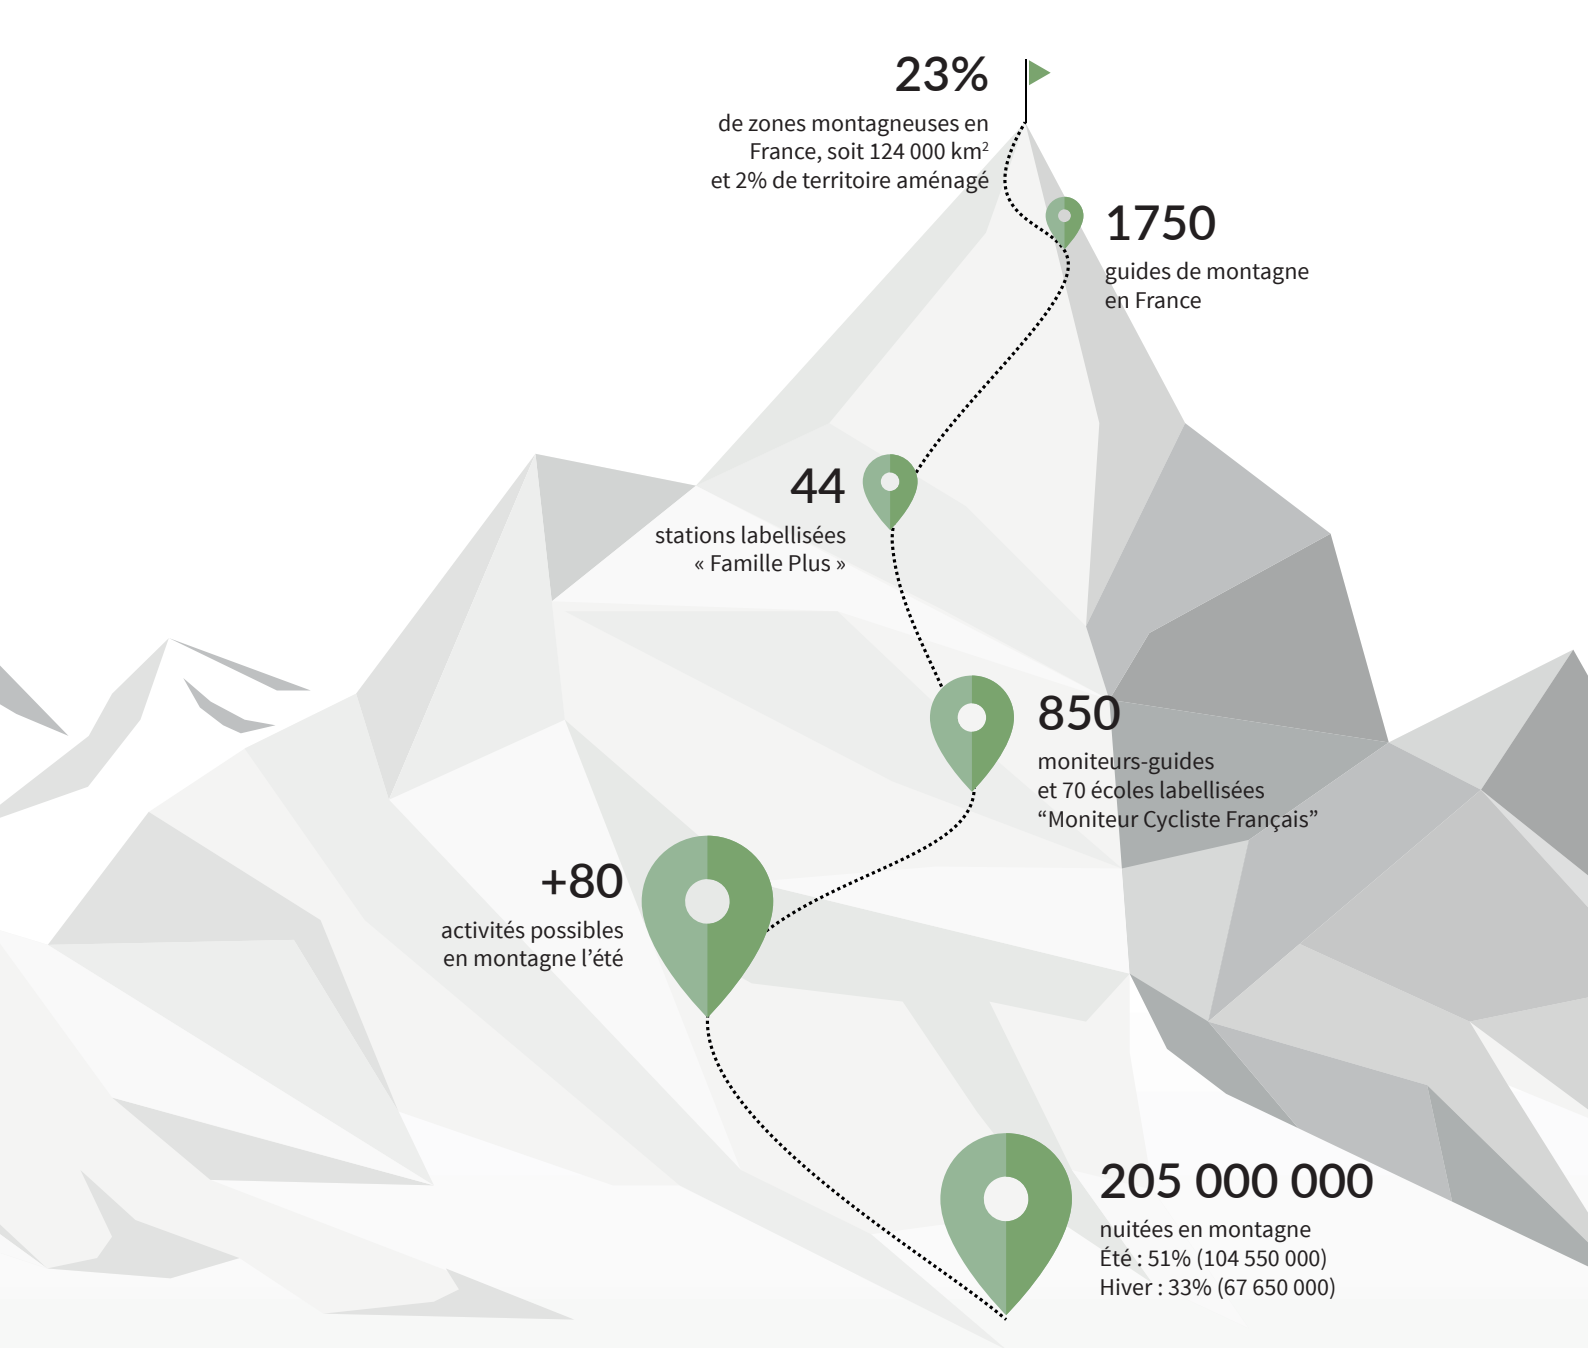 23%
de zones montagneuses en
France, soit 124 000 km²
et 2% de territoire aménagé
1750
guides de montagne
en France
44
stations labellisées
« Famille Plus »
850
moniteurs-guides
et 70 écoles labellisées
“Moniteur Cycliste Français”
+80
activités possibles
en montagne l’été
205 000 000
nuitées en montagne
Été : 51% (104 550 000)
Hiver : 33% (67 650 000)